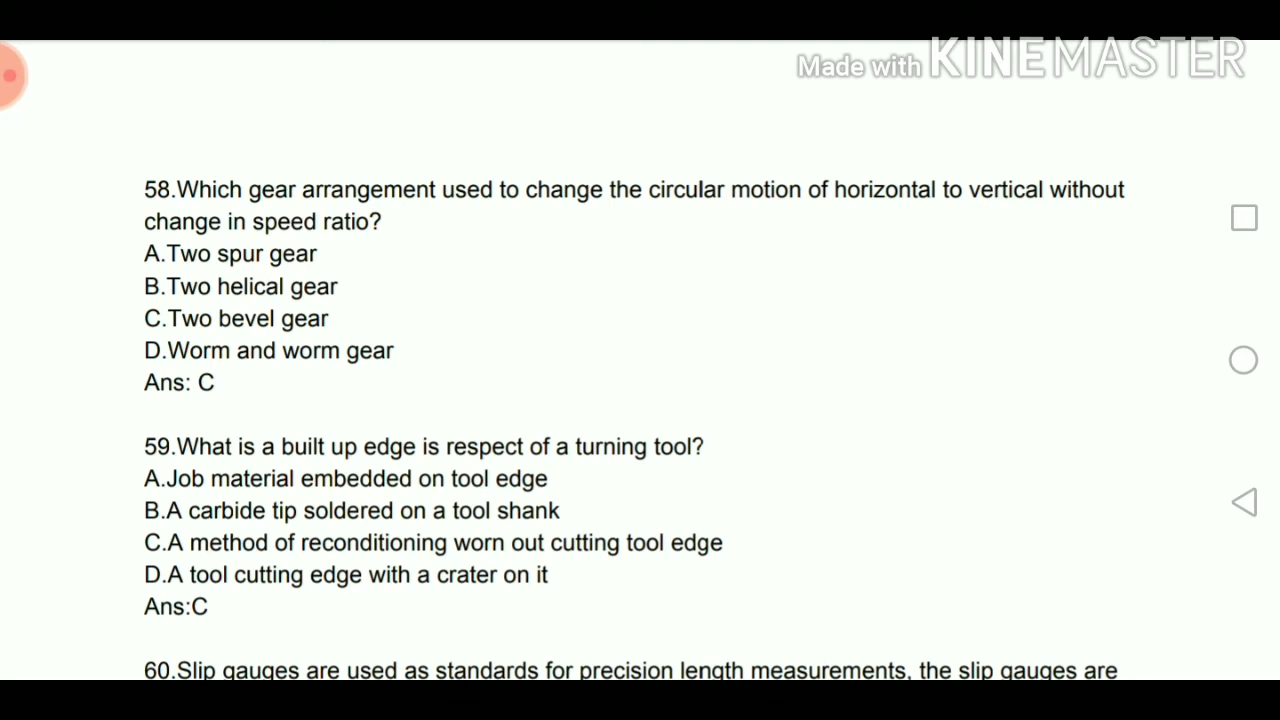 Made with KINEMASTER
58.Which gear arrangement used to change the circular motion of horizontal to vertical without
change in speed ratio?
A.Two spur gear
B.Two helical gear
C.Two bevel gear
D.Worm and worm gear
Ans: C
59.What is a built up edge is respect of a turning tool?
A.Job material embedded on tool edge
B.A carbide tip soldered on a tool shank
C.A method of reconditioning worn out cutting tool edge
D.A tool cutting edge with a crater on it
Ans:C
60.Slip gauges are used as standards for precision length measurements, the slip gauges are